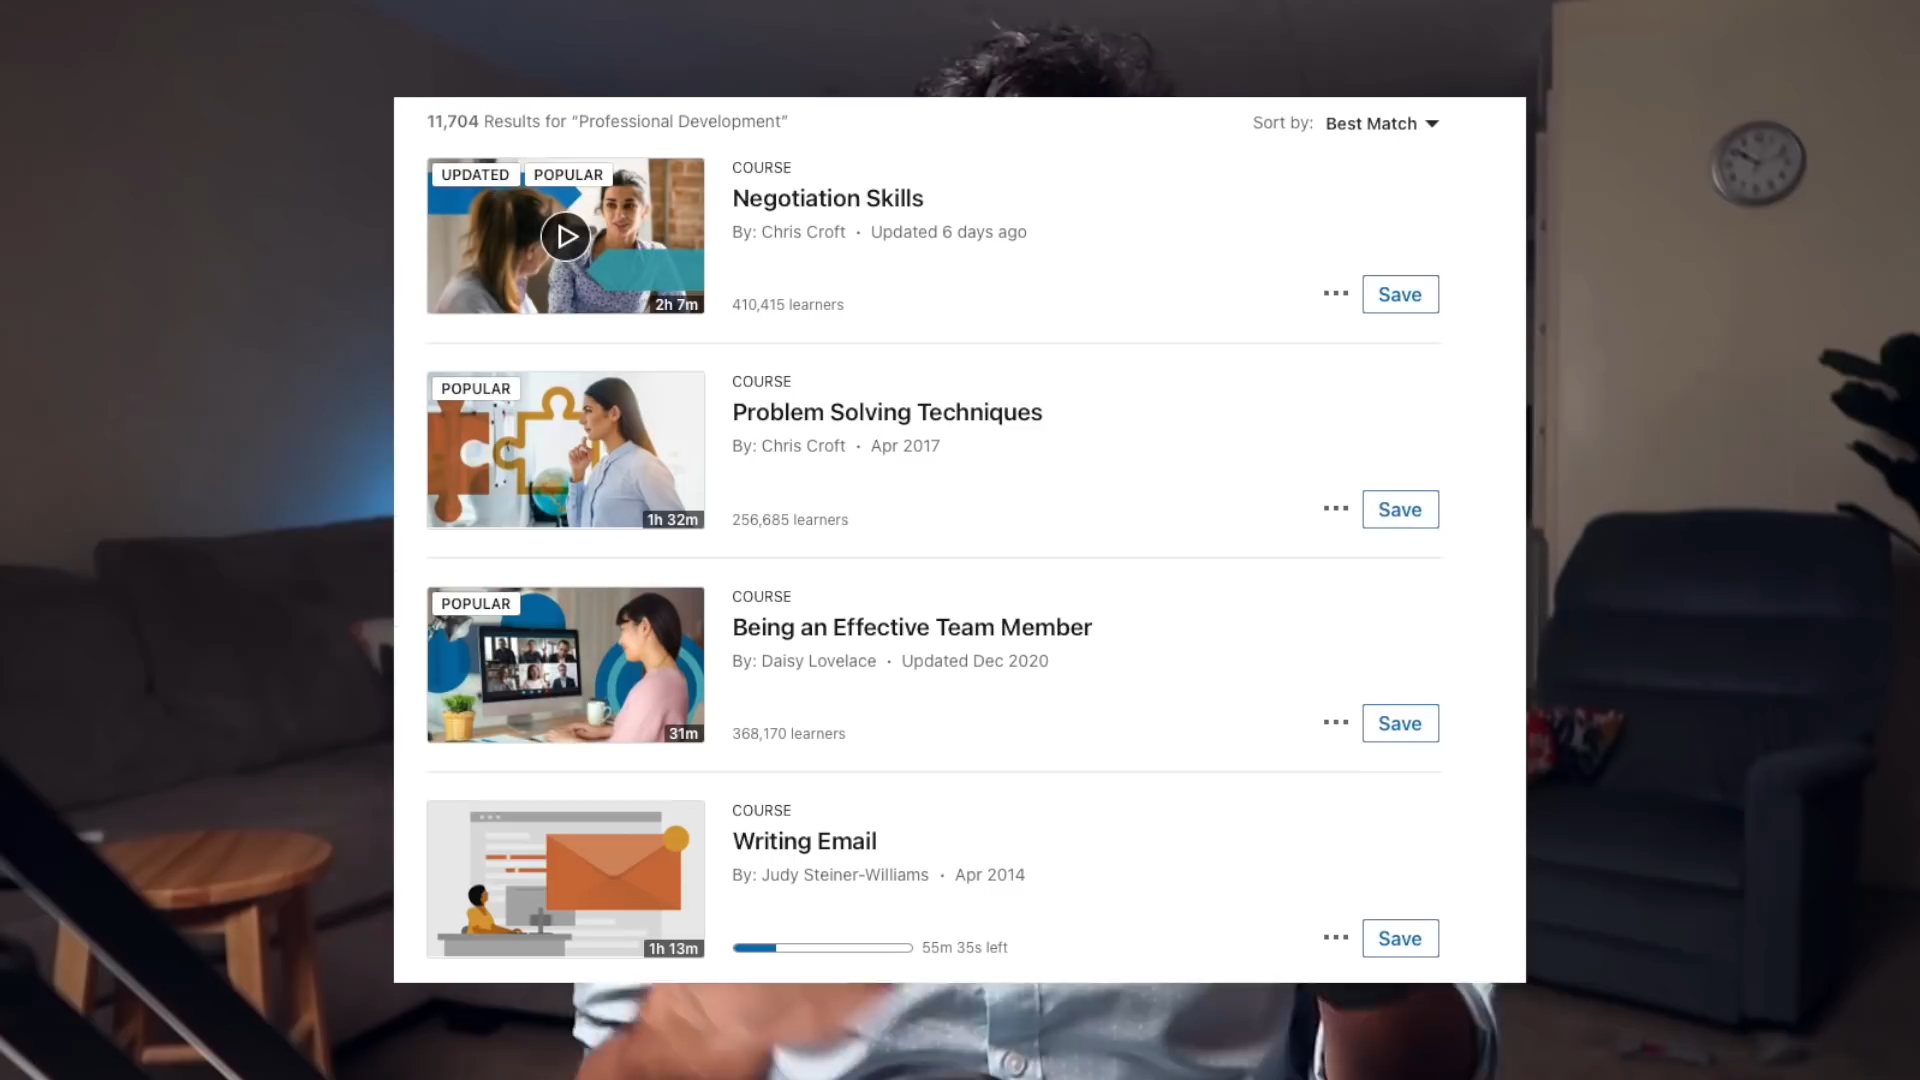 11,704 Results for “Professional Development”
Sort by: Best Match
UPDATED POPULAR
2h 7m
COURSE
Negotiation Skills
By: Chris Croft • Updated 6 days ago
410,415 learners
... Save
POPULAR
1h 32m
COURSE
Problem Solving Techniques
By: Chris Croft • Apr 2017
256,685 learners
... Save
POPULAR
31m
COURSE
Being an Effective Team Member
By: Daisy Lovelace • Updated Dec 2020
368,170 learners
... Save
1h 13m
COURSE
Writing Email
By: Judy Steiner-Williams • Apr 2014
55m 35s left
... Save